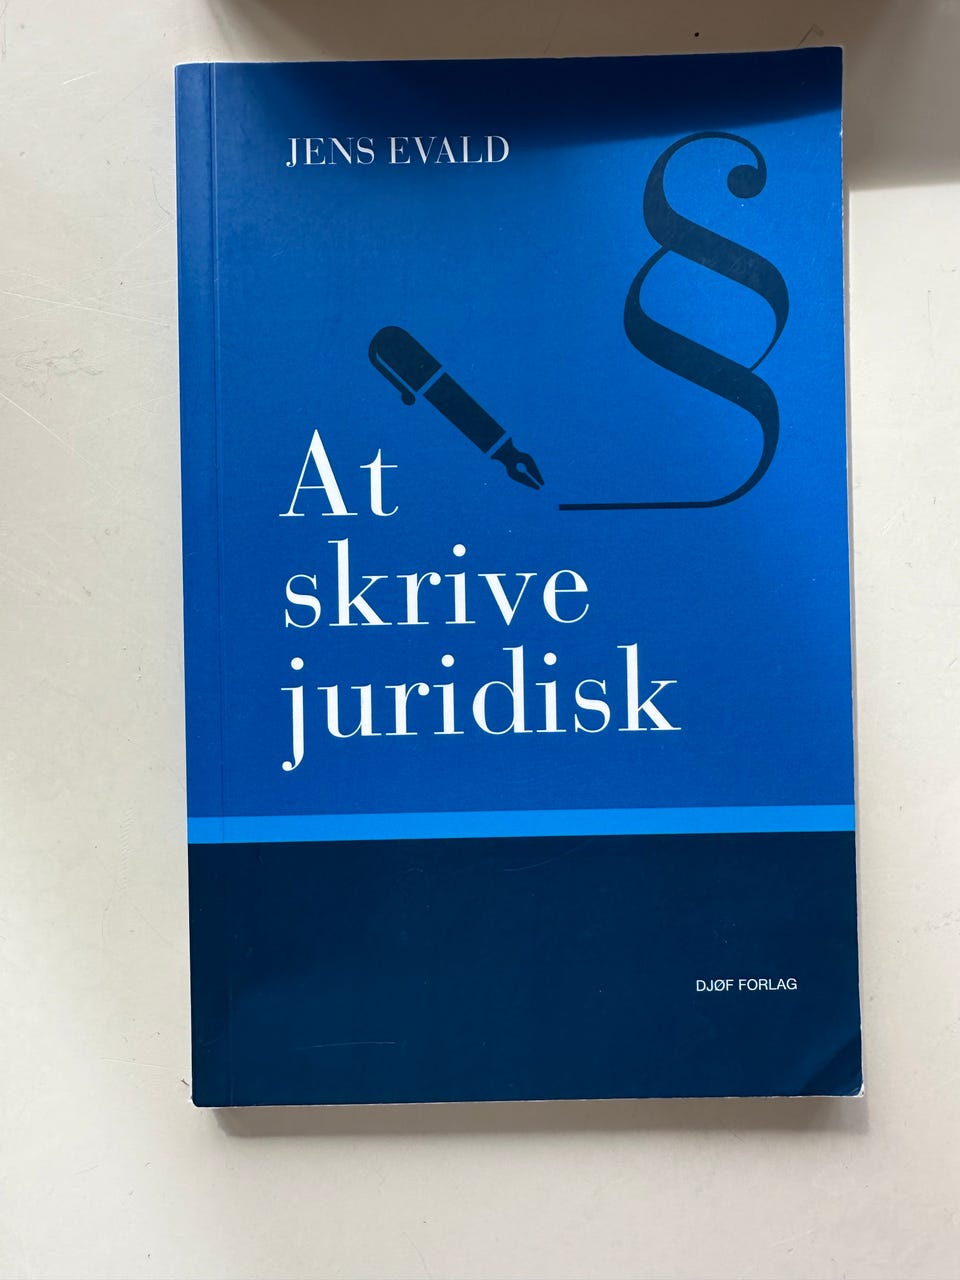 JENS EVALD
§
At
skrive
juridisk
DJØF FORLAG